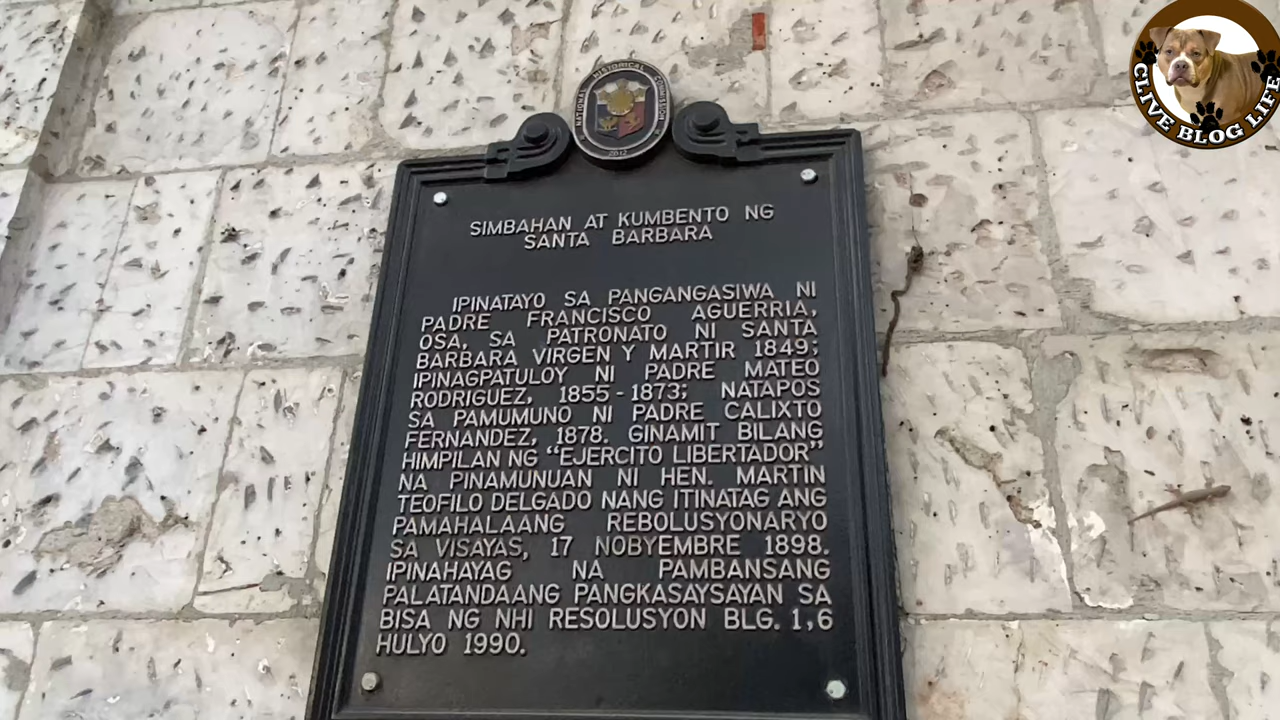 NATIONAL HISTORICAL COMMISSION
2012
SIMBAHAN AT KUMBENTO NG
SANTA BARBARA
IPINATAYO SA PANGANGASIWA NI
PADRE FRANCISCO AGUERRIA,
OSA, SA PATRONATO NI SANTA
BARBARA VIRGEN Y MARTIR 1849;
IPINAGPATULOY NI PADRE MATEO
RODRIGUEZ, 1855-1873; NATAPOS
SA PAMUMUNO NI PADRE CALIXTO
FERNANDEZ, 1878. GINAMIT BILANG
HIMPILAN NG “EJERCITO LIBERTADOR”
NA PINAMUNUAN NI HEN. MARTIN
TEOFILO DELGADO NANG ITINATAG ANG
PAMAHALAANG REBOLUSYONARYO
SA VISAYAS, 17 NOBYEMBRE 1898.
IPINAHAYAG NA PAMBANSANG
PALATANDAANG PANGKASAYSAYAN SA
BISA NG NHI RESOLUSYON BLG. 1,6
HULYO 1990.
CLIVE BLOG LIFE